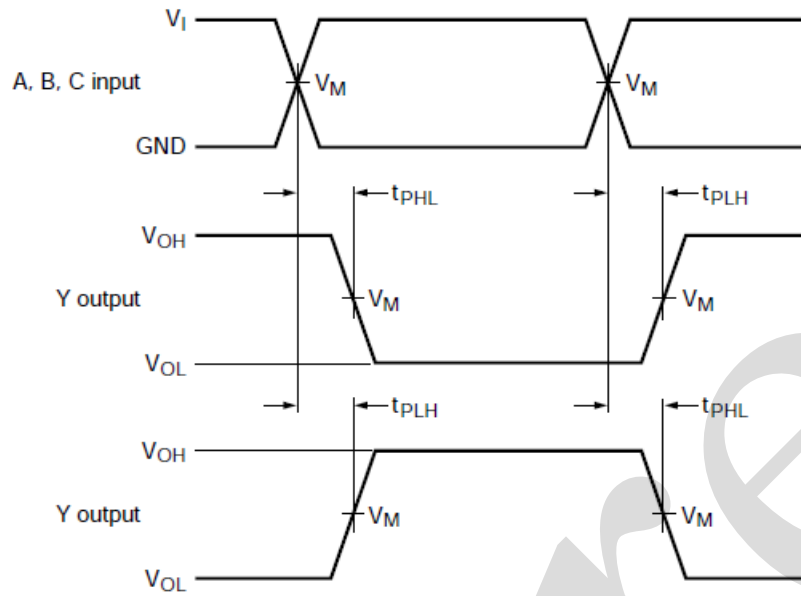 VI
A, B, C input
VM
VM
GND
tPHL
tPLH
VOH
Y output
VM
VM
VOL
tPLH
tPHL
VOH
Y output
VM
VM
VOL